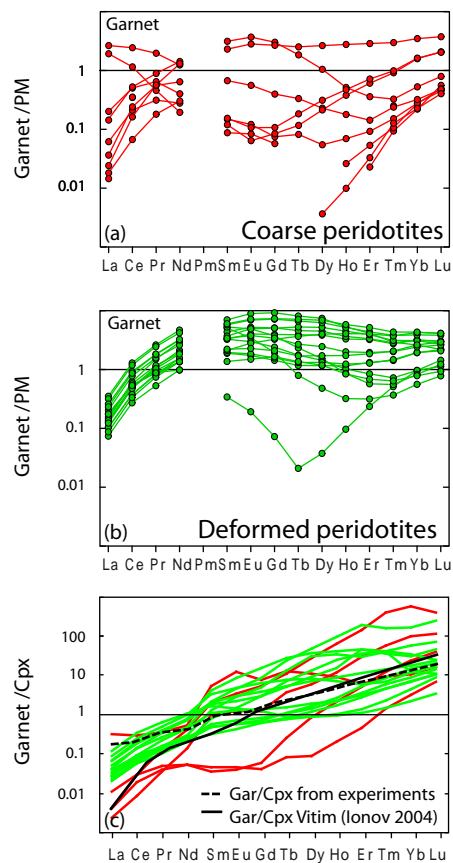 Garnet
Garnet /PM
1
0.1
0.01
(a)
Coarse peridotites
La Ce Pr Nd Pm Sm Eu Gd Tb Dy Ho Er Tm Yb Lu
Garnet
Garnet /PM
1
0.1
0.01
(b)
Deformed peridotites
La Ce Pr Nd Pm Sm Eu Gd Tb Dy Ho Er Tm Yb Lu
Garnet /Cpx
100
10
1
0.1
0.01
Gar/Cpx from experiments
(c) Gar/Cpx Vitim (Ionov 2004)
La Ce Pr Nd Sm Eu Gd Tb Dy Ho Er Tm Yb Lu